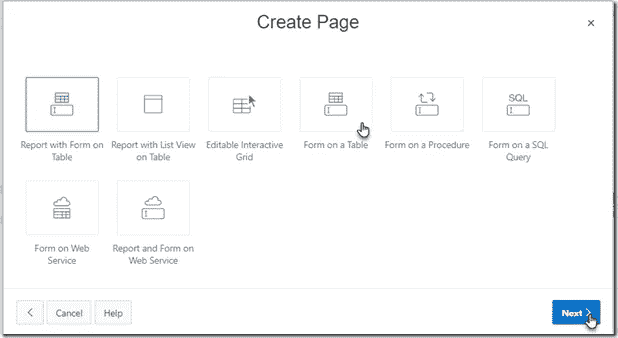 Create Page
SQL
Report with Form on
Table
Report with List View
on Table
Editable Interactive
Grid
Form on a Table
Form on a Procedure
Form on a SQL
Query
Form on Web
Service
Report and Form on
Web Service
Cancel
Help
Next